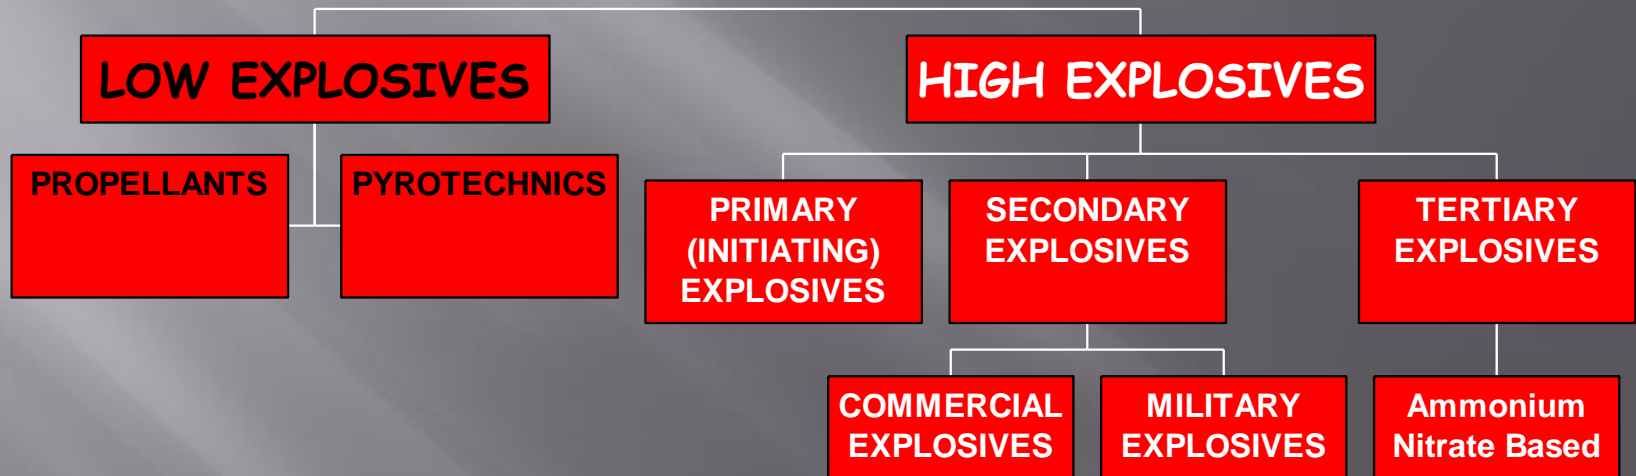 LOW EXPLOSIVES
HIGH EXPLOSIVES
PROPELLANTS
PYROTECHNICS
PRIMARY
(INITIATING)
EXPLOSIVES
SECONDARY
EXPLOSIVES
TERTIARY
EXPLOSIVES
COMMERCIAL
EXPLOSIVES
MILITARY
EXPLOSIVES
Ammonium
Nitrate Based